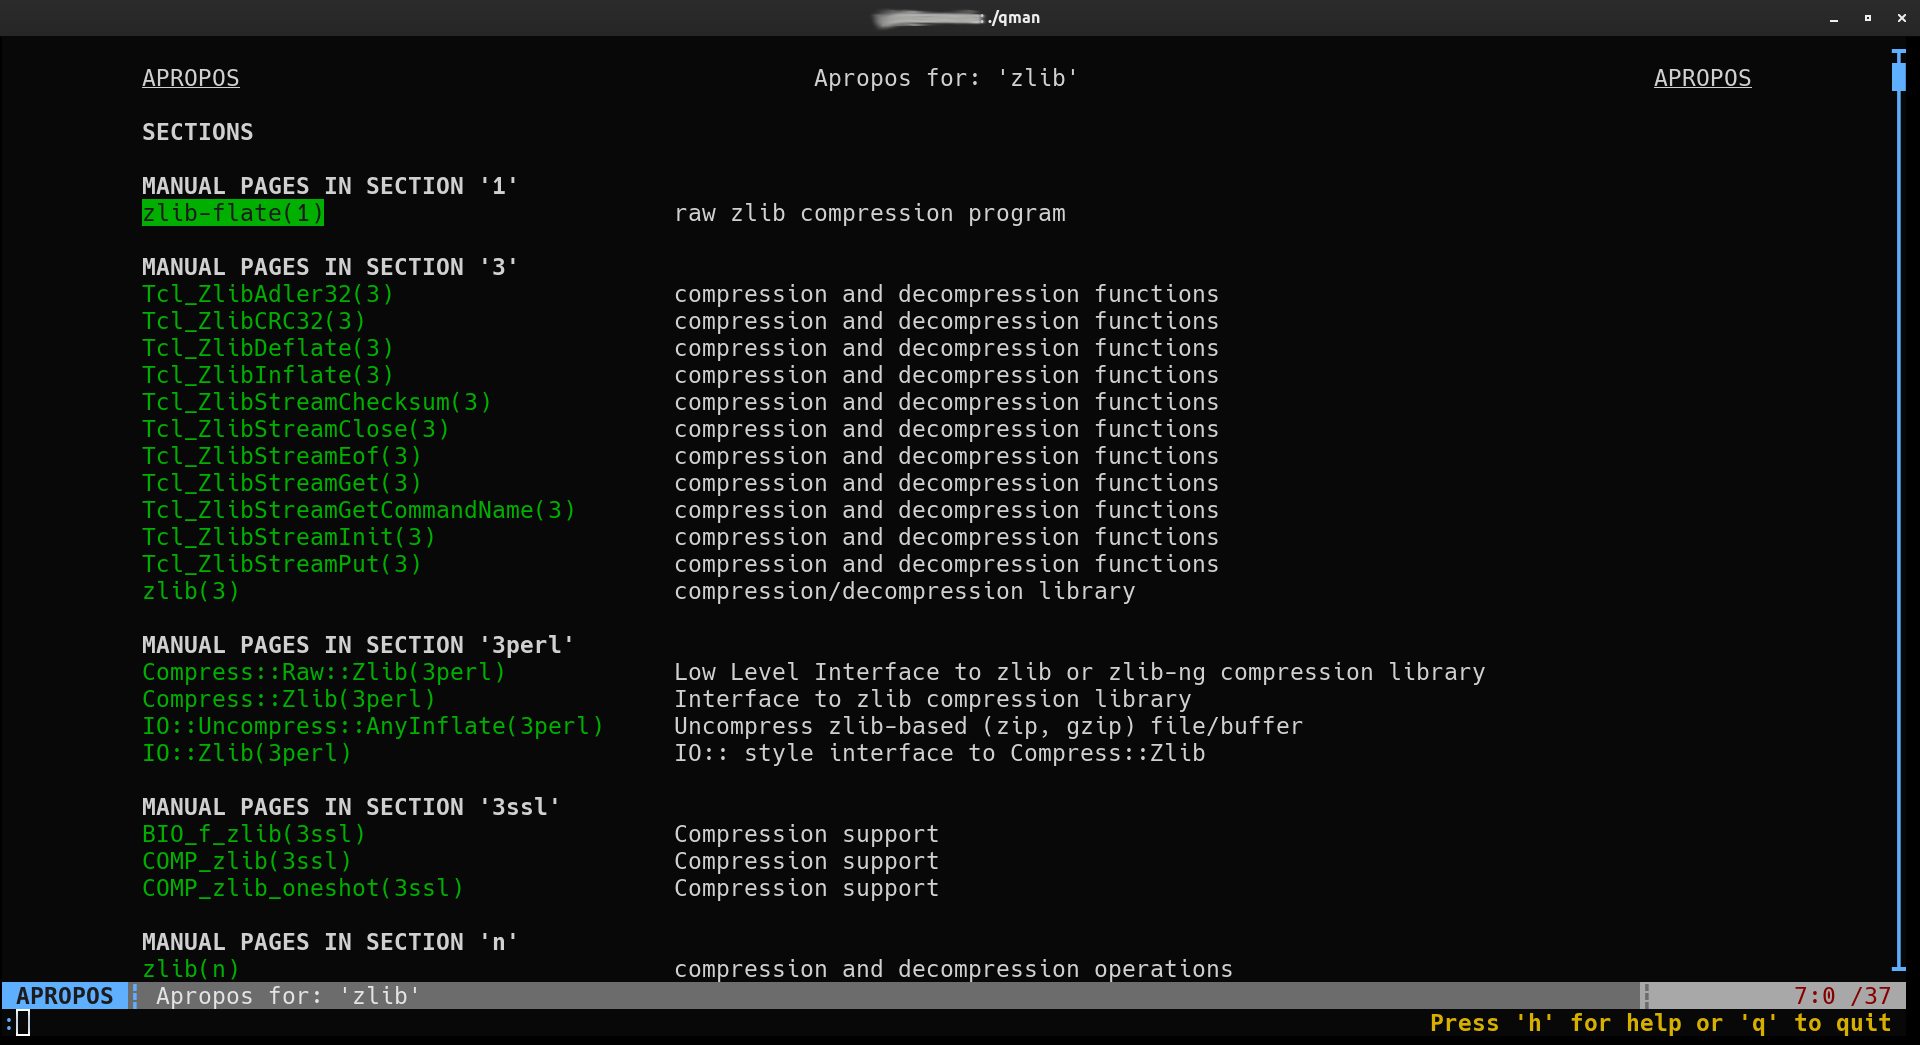 :./qman
APROPOS Apropos for: 'zlib' APROPOS
SECTIONS
MANUAL PAGES IN SECTION '1'
zlib-flate(1) raw zlib compression program
MANUAL PAGES IN SECTION '3'
Tcl_ZlibAdler32(3) compression and decompression functions
Tcl_ZlibCRC32(3) compression and decompression functions
Tcl_ZlibDeflate(3) compression and decompression functions
Tcl_ZlibInflate(3) compression and decompression functions
Tcl_ZlibStreamChecksum(3) compression and decompression functions
Tcl_ZlibStreamClose(3) compression and decompression functions
Tcl_ZlibStreamEof(3) compression and decompression functions
Tcl_ZlibStreamGet(3) compression and decompression functions
Tcl_ZlibStreamGetCommandName(3) compression and decompression functions
Tcl_ZlibStreamInit(3) compression and decompression functions
Tcl_ZlibStreamPut(3) compression and decompression functions
zlib(3) compression/decompression library
MANUAL PAGES IN SECTION '3perl'
Compress::Raw::Zlib(3perl) Low Level Interface to zlib or zlib-ng compression library
Compress::Zlib(3perl) Interface to zlib compression library
IO::Uncompress::AnyInflate(3perl) Uncompress zlib-based (zip, gzip) file/buffer
IO::Zlib(3perl) IO:: style interface to Compress::Zlib
MANUAL PAGES IN SECTION '3ssl'
BIO_f_zlib(3ssl) Compression support
COMP_zlib(3ssl) Compression support
COMP_zlib_oneshot(3ssl) Compression support
MANUAL PAGES IN SECTION 'n'
zlib(n) compression and decompression operations
APROPOS Apropos for: 'zlib' 7:0 /37
: Press 'h' for help or 'q' to quit